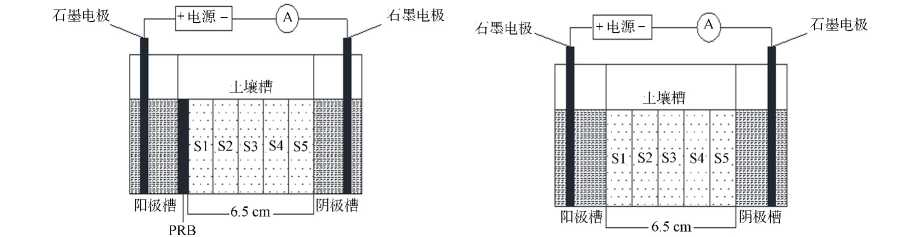 石墨电极
+ 电源 −
A
石墨电极
土壤槽
S1 S2 S3 S4 S5
阳极槽
6.5 cm
阴极槽
PRB
石墨电极
+ 电源 −
A
石墨电极
土壤槽
S1 S2 S3 S4 S5
阳极槽
6.5 cm
阴极槽